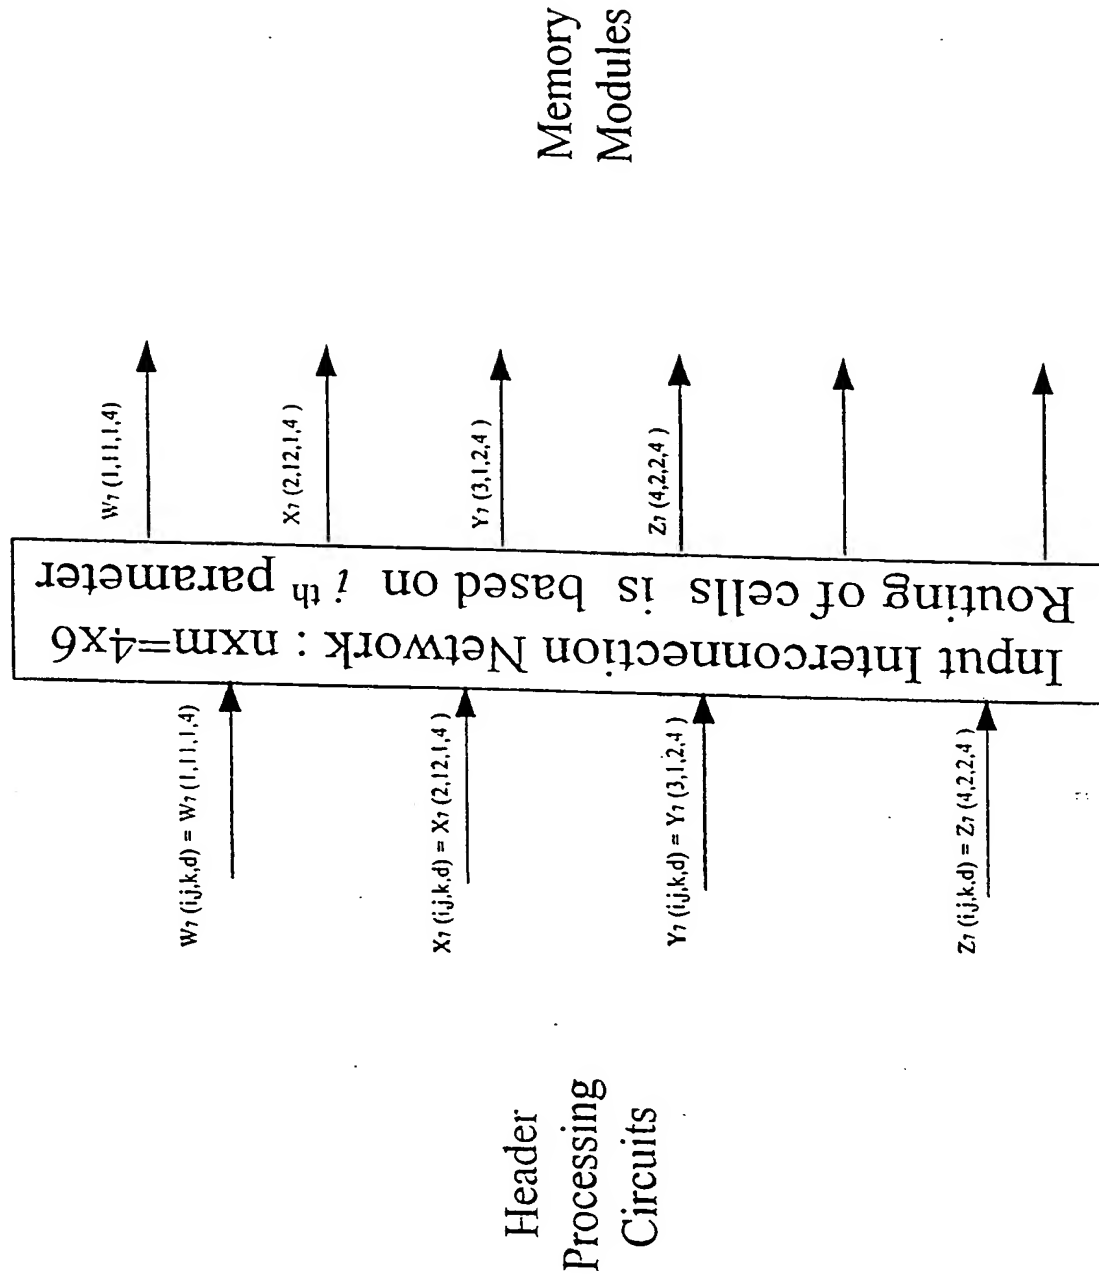 Header
Processing
Circuits
W7 (i,j,k,d) = W7 (1,11,1,4)
X7 (i,j,k,d) = X7 (2,12,1,4)
Y7 (i,j,k,d) = Y7 (3,1,2,4)
Z7 (i,j,k,d) = Z7 (4,2,2,4)
Input Interconnection Network : nxm=4x6
Routing of cells is based on i th parameter
W7 (1,11,1,4)
X7 (2,12,1,4)
Y7 (3,1,2,4)
Z7 (4,2,2,4)
Memory
Modules